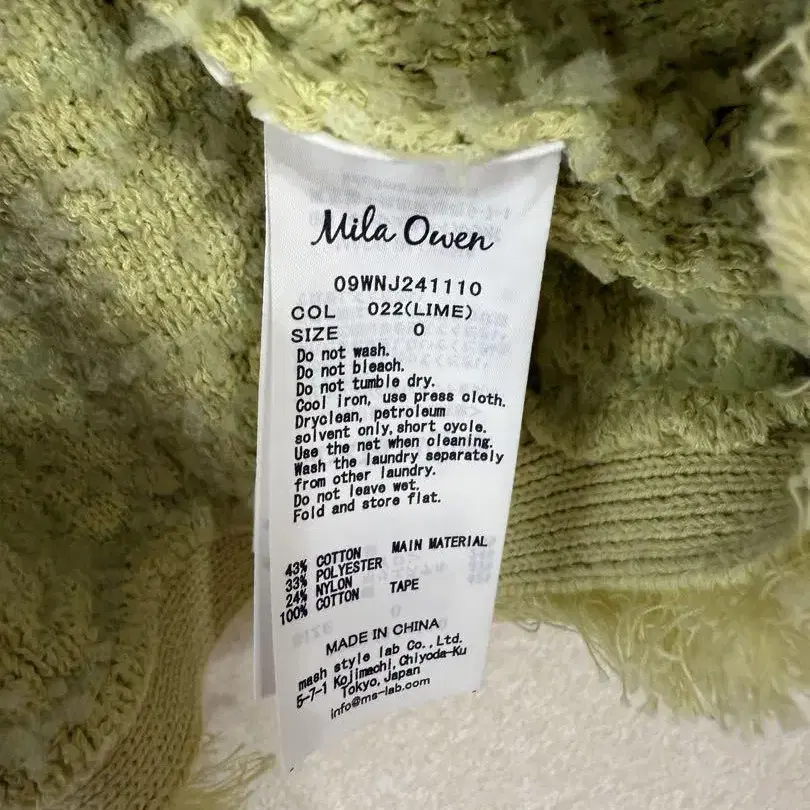 Mila Owen
09WNJ241110
COL 022(LIME)
SIZE 0
Do not wash.
Do not bleach.
Do not tumble dry.
Cool iron, use press cloth.
Dryclean, petroleum
solvent only, short cycle.
Use the net when cleaning.
Wash the laundry separately
from other laundry.
Do not leave wet.
Fold and store flat.
43% COTTON MAIN MATERIAL
33% POLYESTER
24% NYLON
100% COTTON TAPE
MADE IN CHINA
mash style lab Co., Ltd.
5-7-1 Kojimachi, Chiyoda-Ku
Tokyo, Japan
info@ms-lab.com